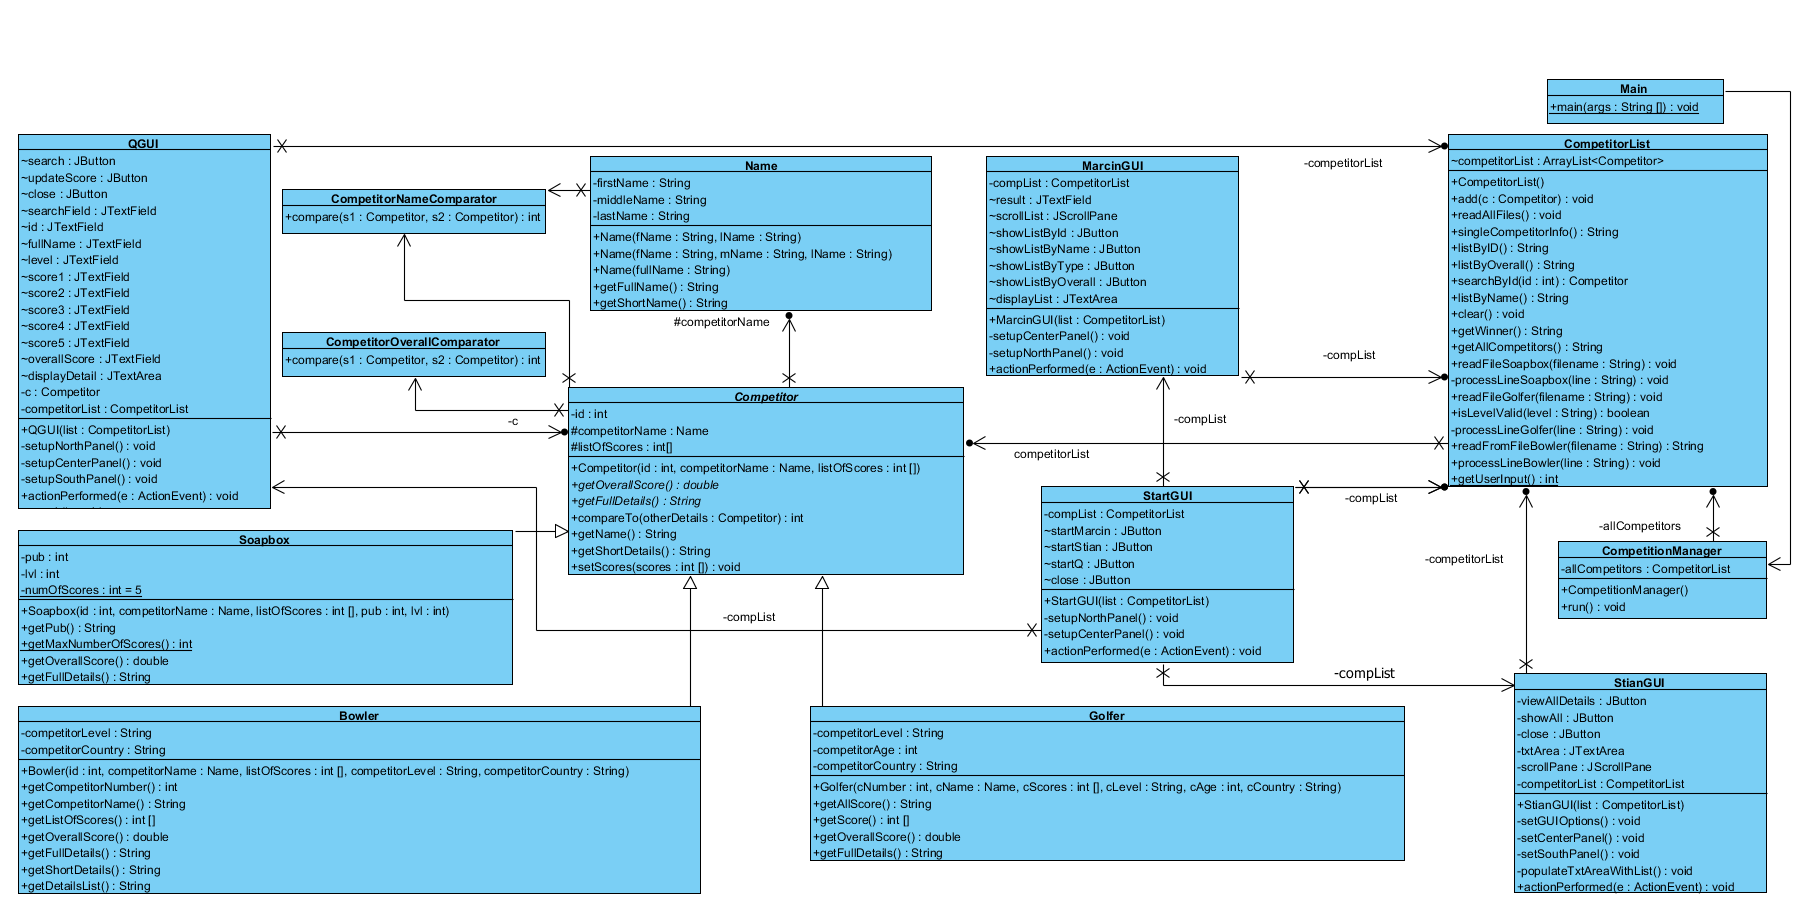 Main
+main(args : String []) : void
QGUI
~search : JButton
~updateScore : JButton
~close : JButton
~searchField : JTextField
~id : JTextField
~fullName : JTextField
~level : JTextField
~score1 : JTextField
~score2 : JTextField
~score3 : JTextField
~score4 : JTextField
~score5 : JTextField
~overallScore : JTextField
~displayDetail : JTextArea
-c : Competitor
-competitorList : CompetitorList
+QGUI(list : CompetitorList)
-setupNorthPanel() : void
-setupCenterPanel() : void
-setupSouthPanel() : void
+actionPerformed(e : ActionEvent) : void
-competitorList
CompetitorNameComparator
+compare(s1 : Competitor, s2 : Competitor) : int
CompetitorOverallComparator
+compare(s1 : Competitor, s2 : Competitor) : int
-c
Name
-firstName : String
-middleName : String
-lastName : String
+Name(fName : String, lName : String)
+Name(fName : String, mName : String, lName : String)
+Name(fullName : String)
+getFullName() : String
+getShortName() : String
#competitorName
Competitor
-id : int
#competitorName : Name
#listOfScores : int[]
+Competitor(id : int, competitorName : Name, listOfScores : int [])
+getOverallScore() : double
+getFullDetails() : String
+compareTo(otherDetails : Competitor) : int
+getName() : String
+getShortDetails() : String
+setScores(scores : int []) : void
MarcinGUI
-compList : CompetitorList
~result : JTextField
~scrollList : JScrollPane
~showListById : JButton
~showListByName : JButton
~showListByType : JButton
~showListByOverall : JButton
~displayList : JTextArea
+MarcinGUI(list : CompetitorList)
-setupCenterPanel() : void
-setupNorthPanel() : void
+actionPerformed(e : ActionEvent) : void
-compList
-compList
competitorList
CompetitorList
~competitorList : ArrayList<Competitor>
+CompetitorList()
+add(c : Competitor) : void
+readAllFiles() : void
+singleCompetitorInfo() : String
+listByID() : String
+listByOverall() : String
+searchById(id : int) : Competitor
+listByName() : String
+clear() : void
+getWinner() : String
+getAllCompetitors() : String
+readFileSoapbox(filename : String) : void
-processLineSoapbox(line : String) : void
+readFileGolfer(filename : String) : void
+isLevelValid(level : String) : boolean
-processLineGolfer(line : String) : void
+readFromFileBowler(filename : String) : String
+processLineBowler(line : String) : void
+getUserInput() : int
StartGUI
-compList : CompetitorList
~startMarcin : JButton
~startStian : JButton
~startQ : JButton
~close : JButton
+StartGUI(list : CompetitorList)
-setupNorthPanel() : void
-setupCenterPanel() : void
+actionPerformed(e : ActionEvent) : void
-compList
-compList
-compList
-allCompetitors
CompetitionManager
-allCompetitors : CompetitorList
+CompetitionManager()
+run() : void
-competitorList
Soapbox
-pub : int
-lvl : int
-numOfScores : int = 5
+Soapbox(id : int, competitorName : Name, listOfScores : int [], pub : int, lvl : int)
+getPub() : String
+getMaxNumberOfScores() : int
+getOverallScore() : double
+getFullDetails() : String
Bowler
-competitorLevel : String
-competitorCountry : String
+Bowler(id : int, competitorName : Name, listOfScores : int [], competitorLevel : String, competitorCountry : String)
+getCompetitorNumber() : int
+getCompetitorName() : String
+getListOfScores() : int []
+getOverallScore() : double
+getFullDetails() : String
+getShortDetails() : String
+getDetailsList() : String
Golfer
-competitorLevel : String
-competitorAge : int
-competitorCountry : String
+Golfer(cNumber : int, cName : Name, cScores : int [], cLevel : String, cAge : int, cCountry : String)
+getAllScore() : String
+getScore() : int []
+getOverallScore() : double
+getFullDetails() : String
StianGUI
-viewAllDetails : JButton
-showAll : JButton
-close : JButton
-txtArea : JTextArea
-scrollPane : JScrollPane
-competitorList : CompetitorList
+StianGUI(list : CompetitorList)
-setGUIOptions() : void
-setCenterPanel() : void
-setSouthPanel() : void
-populateTxtAreaWithList() : void
+actionPerformed(e : ActionEvent) : void